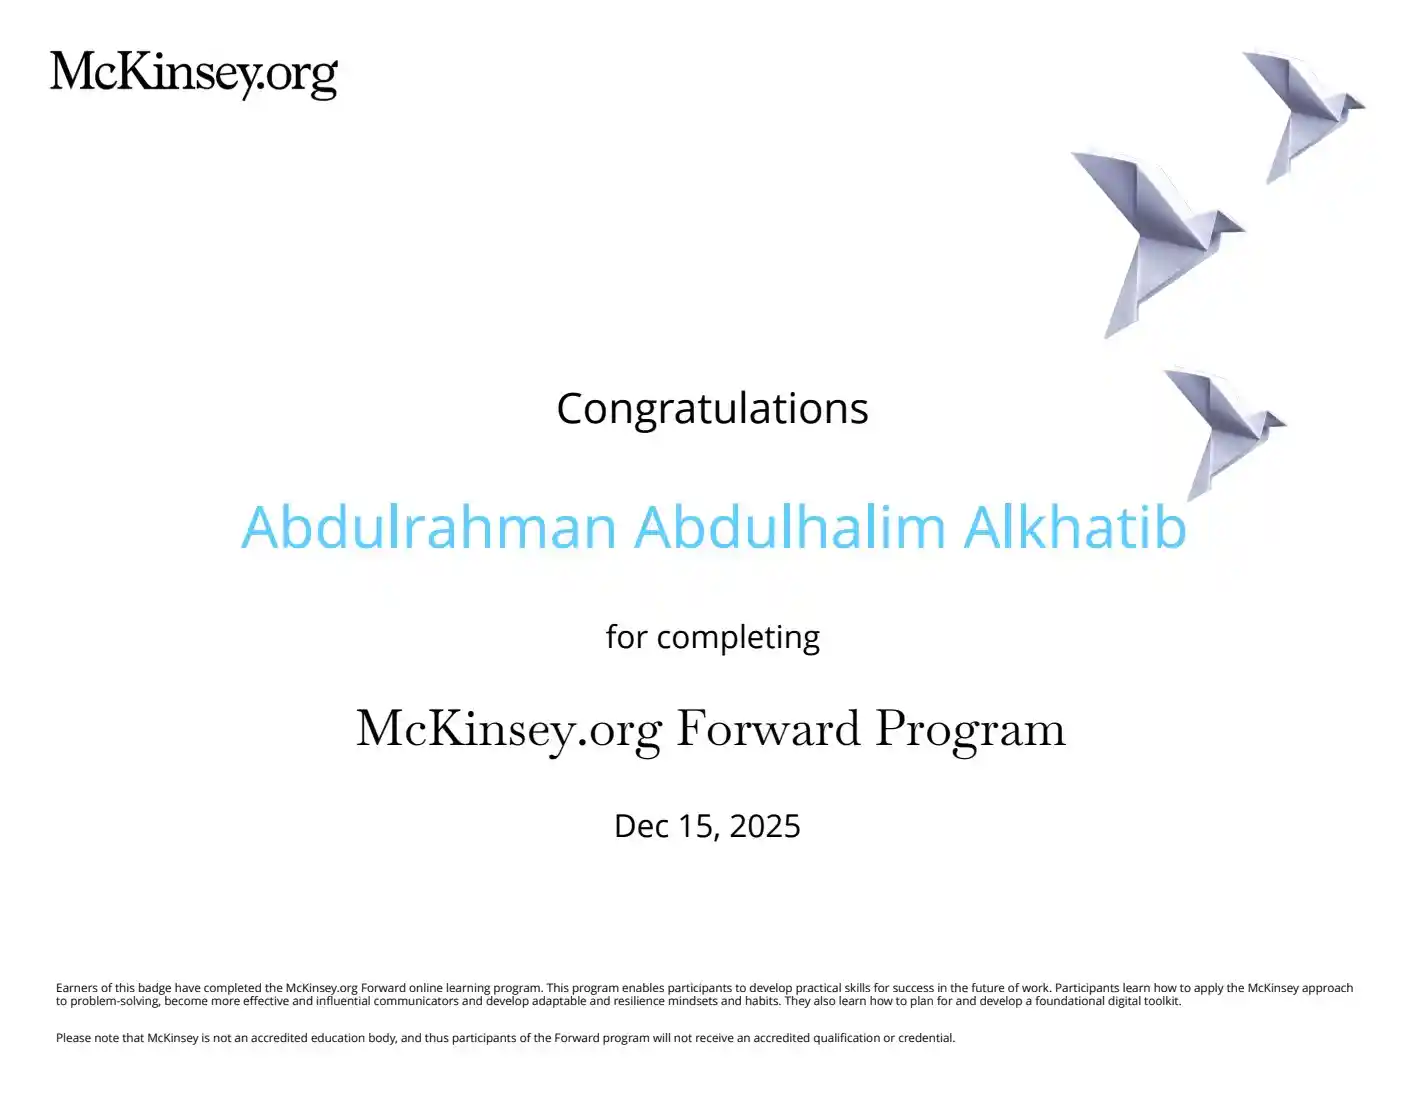 McKinsey.org
Congratulations
Abdulrahman Abdulhalim Alkhatib
for completing
McKinsey.org Forward Program
Dec 15, 2025
Earners of this badge have completed the McKinsey.org Forward online learning program. This program enables participants to develop practical skills for success in the future of work. Participants learn how to apply the McKinsey approach
to problem-solving, become more effective and influential communicators and develop adaptable and resilience mindsets and habits. They also learn how to plan for and develop a foundational digital toolkit.
Please note that McKinsey is not an accredited education body, and thus participants of the Forward program will not receive an accredited qualification or credential.